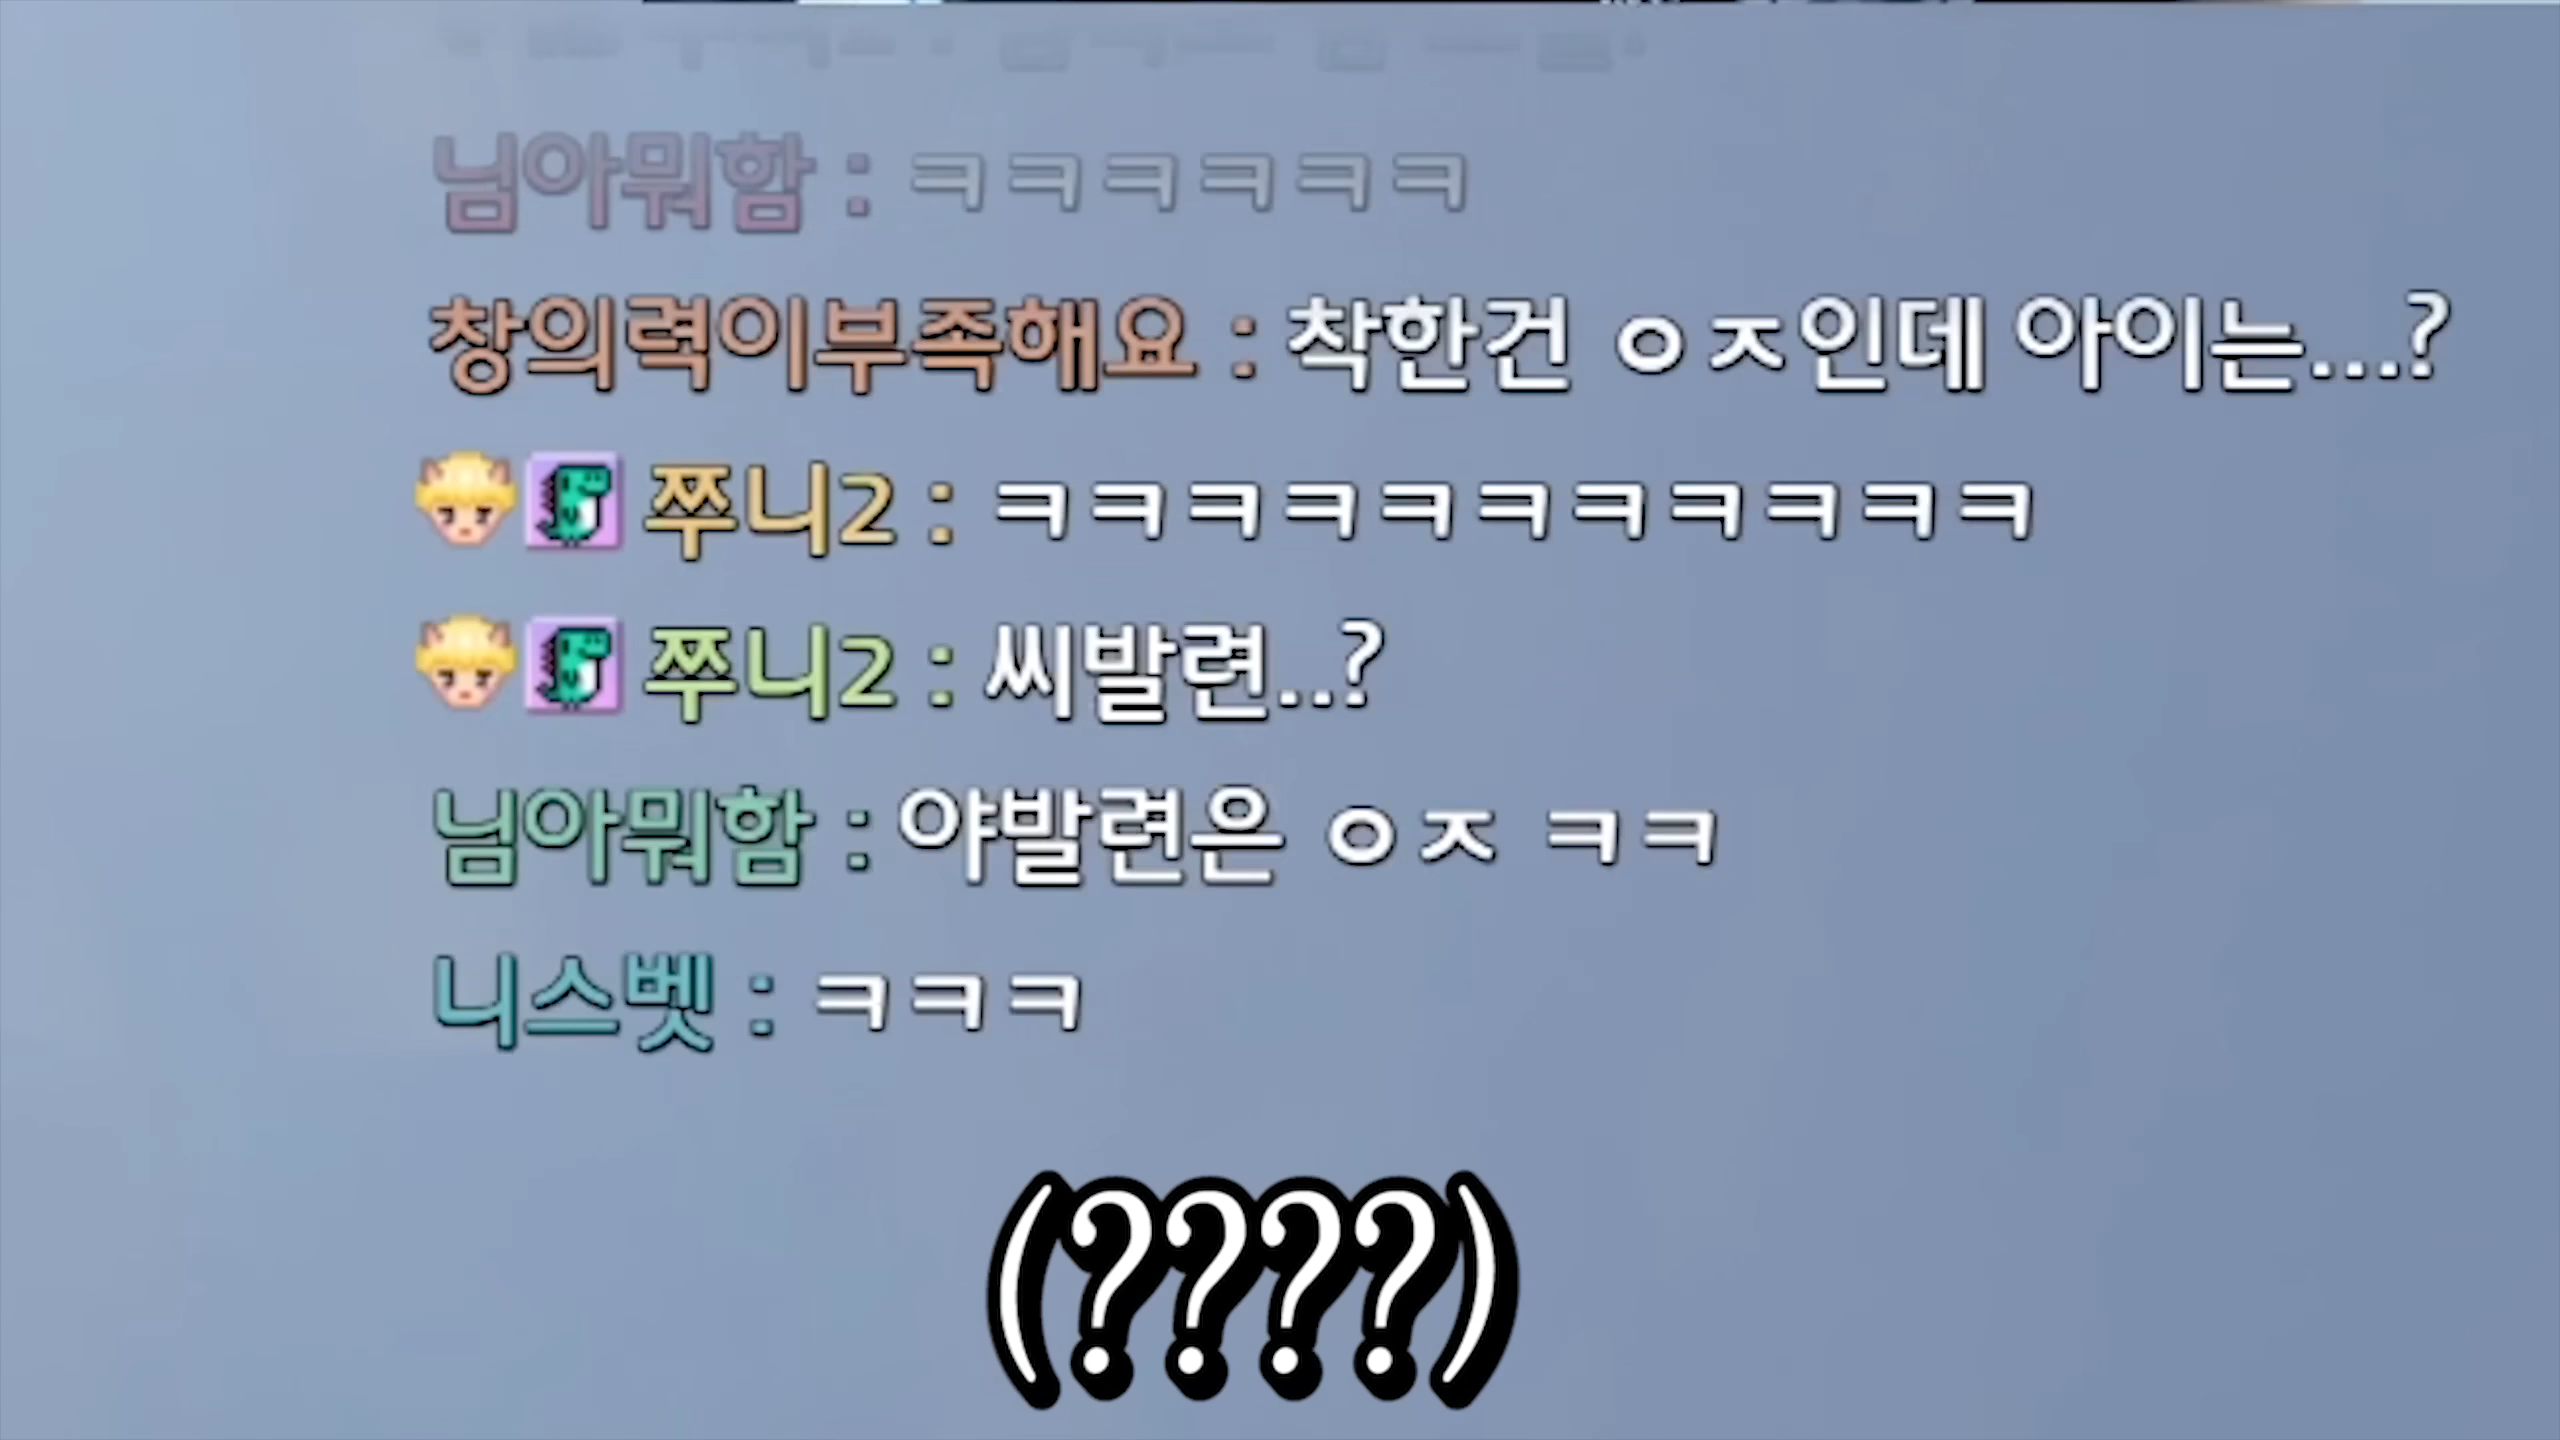 님아뭐함 : ㅋㅋㅋㅋㅋㅋ
창의력이부족해요 : 착한건 ㅇㅈ인데 아이는...?
쭈니2 : ㅋㅋㅋㅋㅋㅋㅋㅋㅋㅋㅋ
쭈니2 : 씨발련..?
님아뭐함 : 야발련은 ㅇㅈ ㅋㅋ
니스벳 : ㅋㅋㅋ
(????)